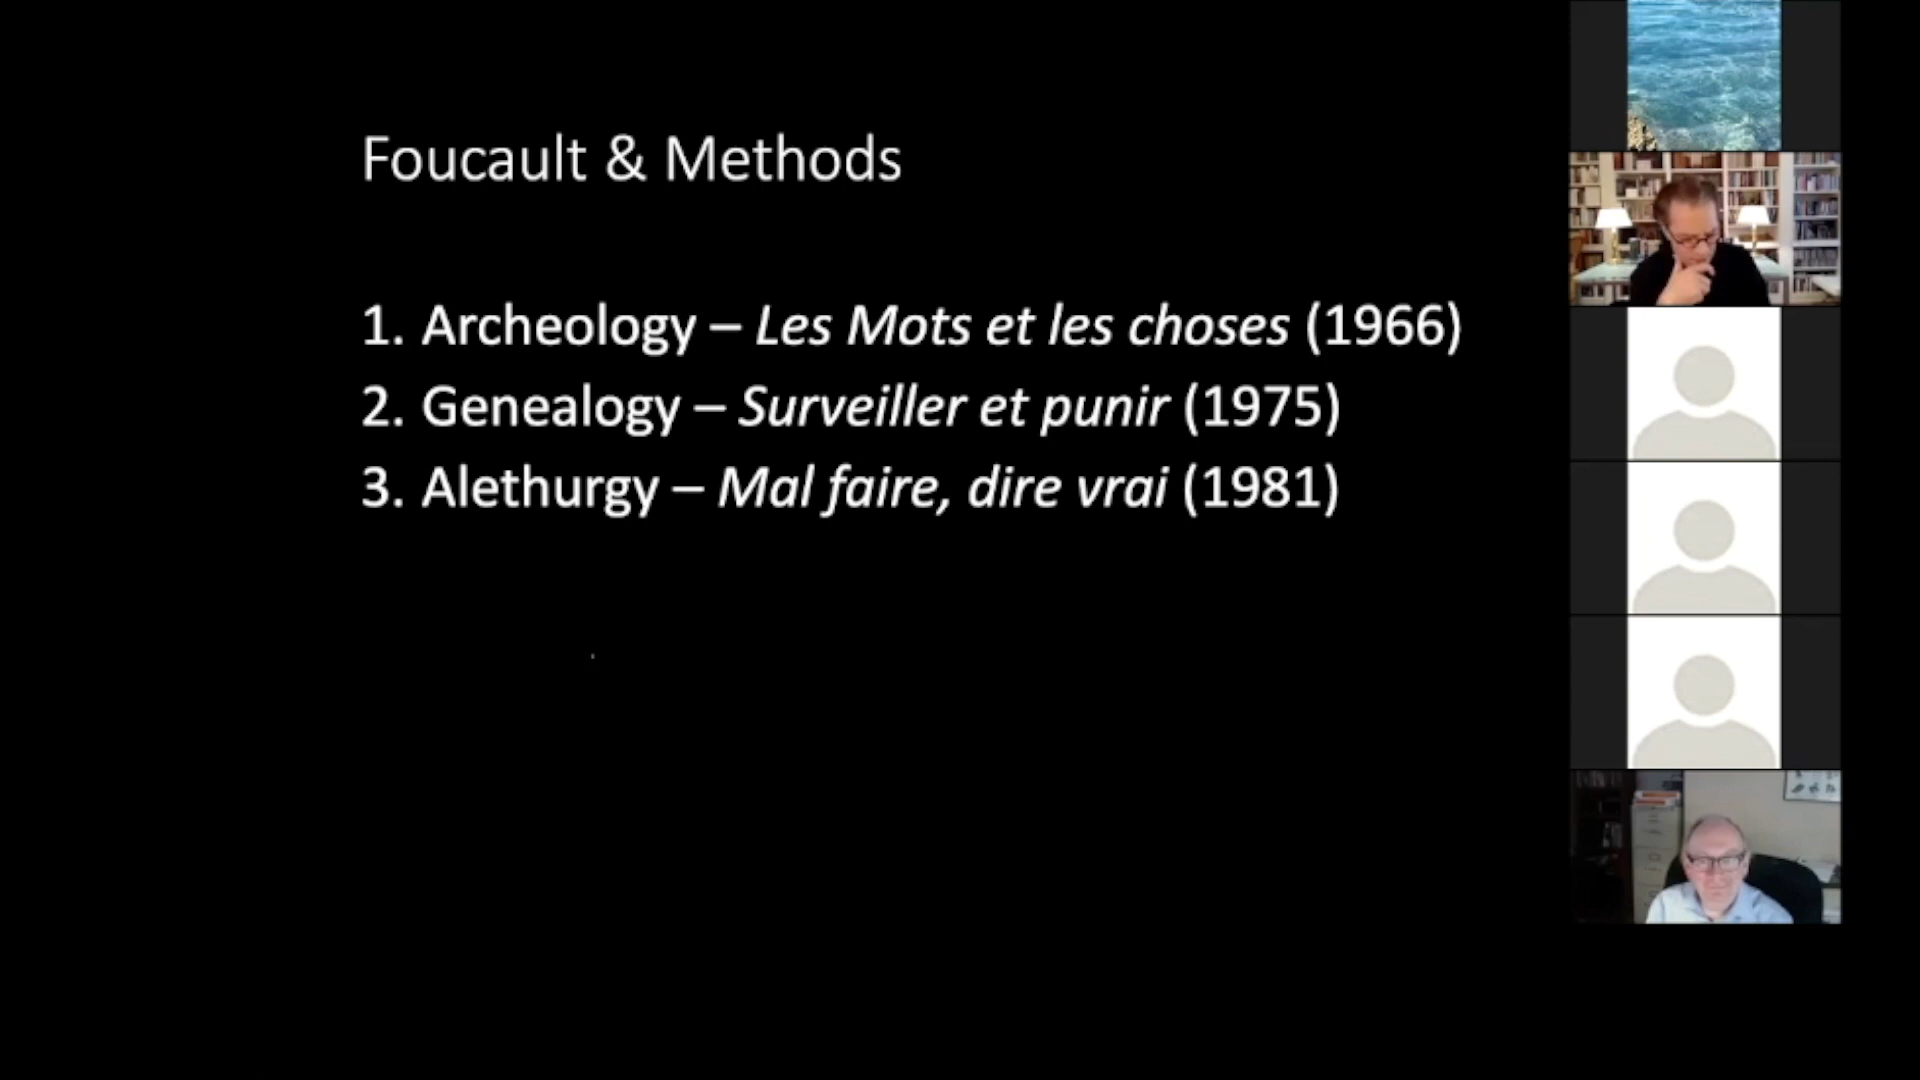 Foucault & Methods
1. Archeology – Les Mots et les choses (1966)
2. Genealogy – Surveiller et punir (1975)
3. Alethurgy – Mal faire, dire vrai (1981)